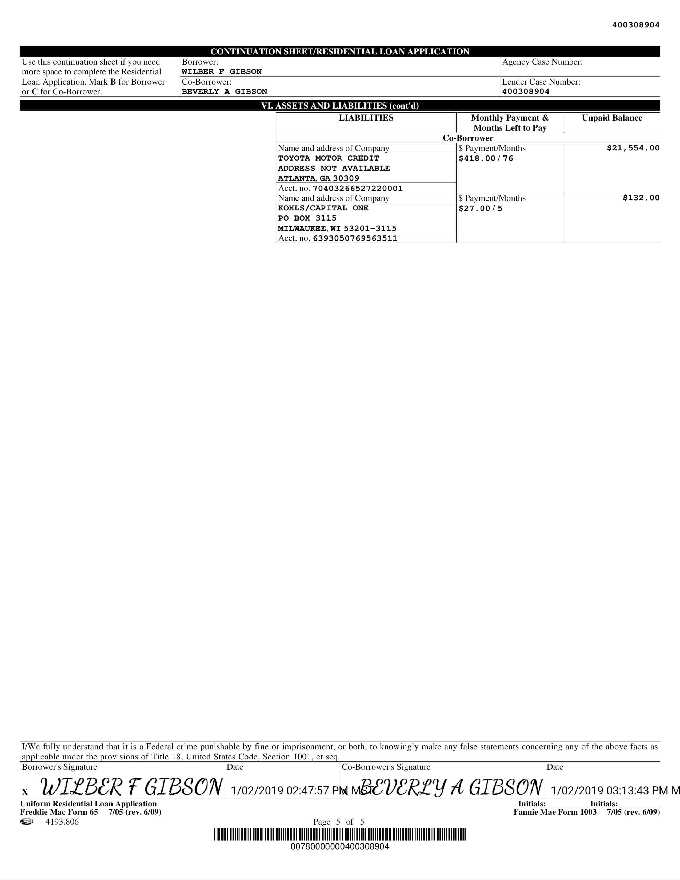 400308904
CONTINUATION SHEET/RESIDENTIAL LOAN APPLICATION
Use this continuation sheet if you need
more space to complete the Residential
Loan Application. Mark B for Borrower
or C for Co-Borrower.
Borrower:
WILBER F GIBSON
Co-Borrower:
BEVERLY A GIBSON
Agency Case Number:
Lender Case Number:
400308904
VI. ASSETS AND LIABILITIES (cont'd)
LIABILITIES Monthly Payment & Months Left to Pay Unpaid Balance
Co-Borrower
Name and address of Company $ Payment/Months $21,554.00
TOYOTA MOTOR CREDIT $418.00/76
ADDRESS NOT AVAILABLE
ATLANTA, GA 30309
Acct. no. 70403266527220001
Name and address of Company $ Payment/Months $132.00
KOHLS/CAPITAL ONE $27.00/5
PO BOX 3115
MILWAUKEE, WI 53201-3115
Acct. no. 6393050769563511
I/We fully understand that it is a Federal crime punishable by fine or imprisonment, or both, to knowingly make any false statements concerning any of the above facts as
applicable under the provisions of Title 18, United States Code, Section 1001, et seq.
Borrower's Signature Date Co-Borrower's Signature Date
X WILBER F GIBSON 1/02/2019 02:47:57 PM BEVERLY A GIBSON 1/02/2019 03:13:43 PM M
Uniform Residential Loan Application Initials: Initials:
Freddie Mac Form 65 7/05 (rev. 6/09) Fannie Mae Form 1003 7/05 (rev. 6/09)
4193.806 Page 5 of 5
0078000000400308904